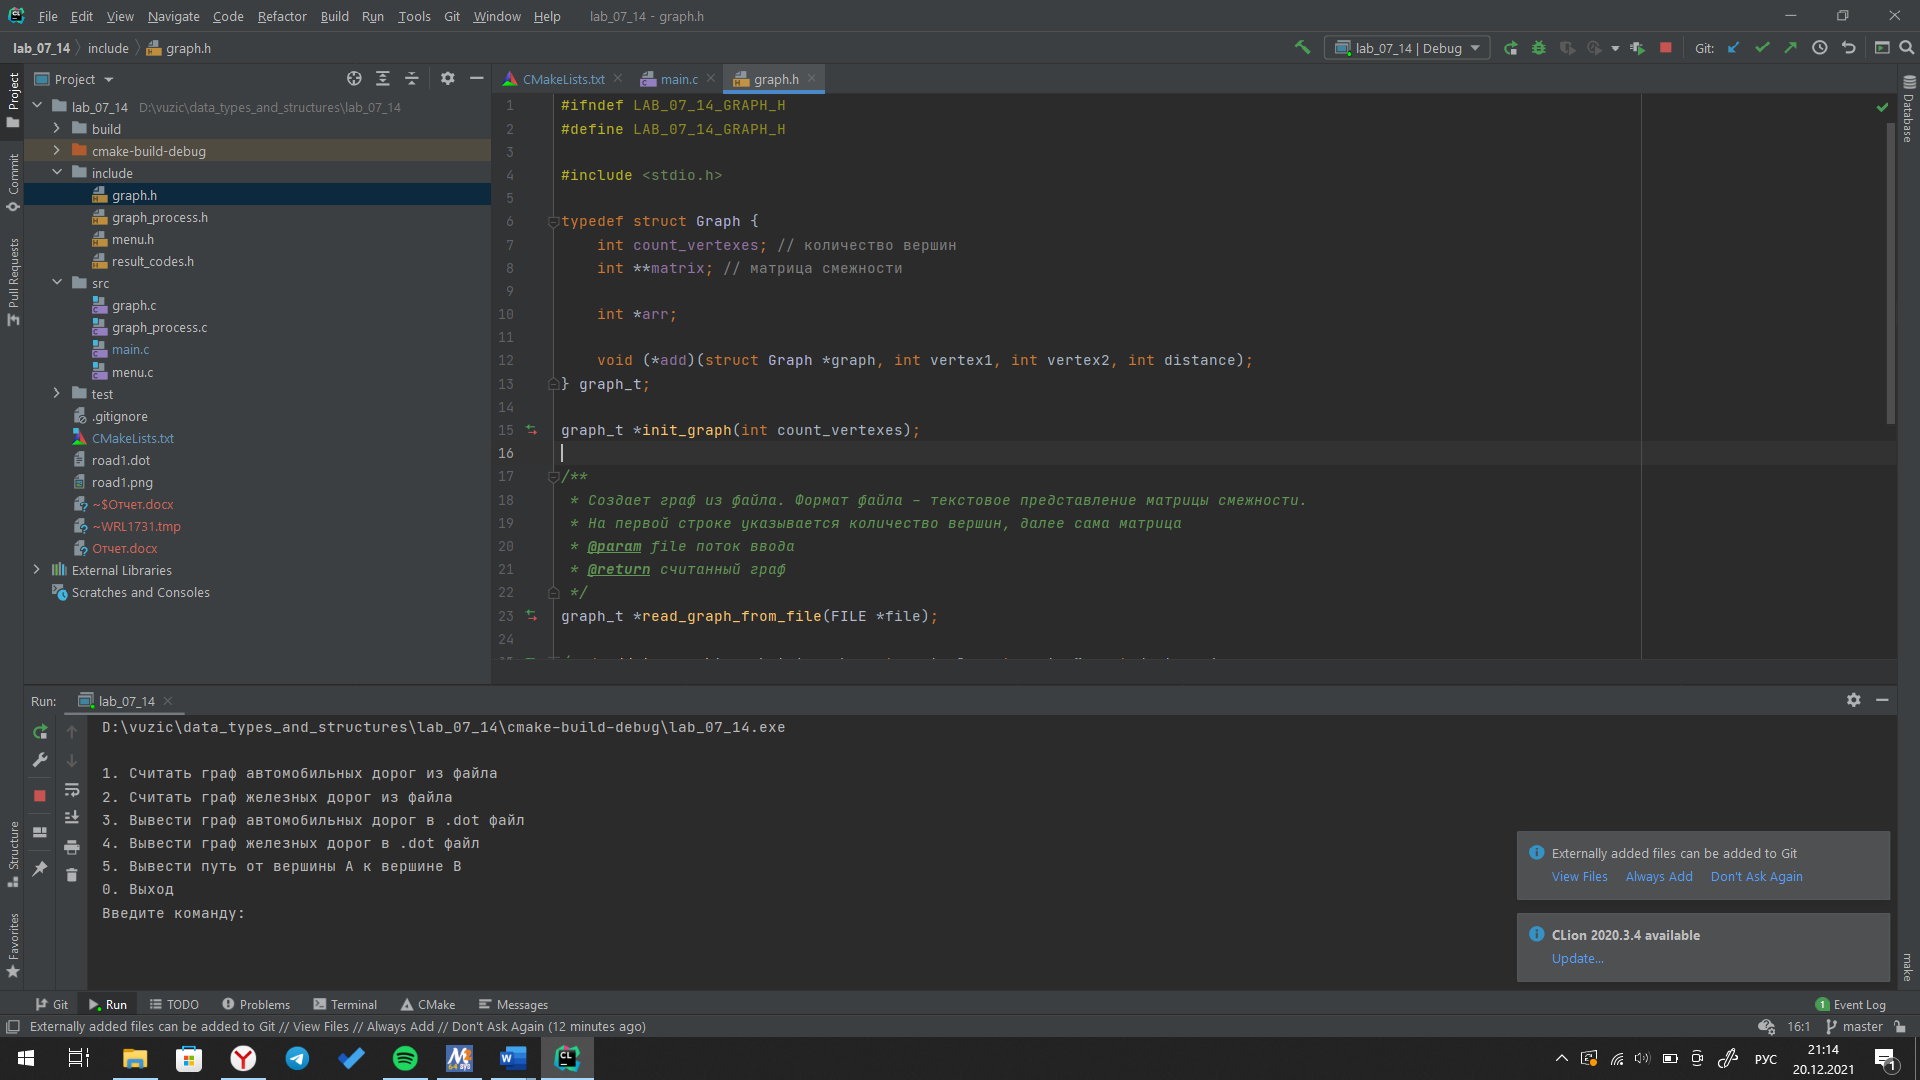 File Edit View Navigate Code Refactor Build Run Tools Git Window Help lab_07_14 - graph.h
lab_07_14 include graph.h
lab_07_14 | Debug
Git:
Project
CMakeLists.txt main.c graph.h
lab_07_14 D:\vuzic\data_types_and_structures\lab_07_14
build
cmake-build-debug
include
graph.h
graph_process.h
menu.h
result_codes.h
src
graph.c
graph_process.c
main.c
menu.c
test
.gitignore
CMakeLists.txt
road1.dot
road1.png
~$Отчет.docx
~WRL1731.tmp
Отчет.docx
External Libraries
Scratches and Consoles
Project
Commit
Pull Requests
Structure
Favorites
Database
make
1 #ifndef LAB_07_14_GRAPH_H
2 #define LAB_07_14_GRAPH_H
3
4 #include <stdio.h>
5
6 typedef struct Graph {
7 int count_vertexes; // количество вершин
8 int **matrix; // матрица смежности
9
10 int *arr;
11
12 void (*add)(struct Graph *graph, int vertex1, int vertex2, int distance);
13 } graph_t;
14
15 graph_t *init_graph(int count_vertexes);
16
17 /**
18 * Создает граф из файла. Формат файла – текстовое представление матрицы смежности.
19 * На первой строке указывается количество вершин, далее сама матрица
20 * @param file поток ввода
21 * @return считанный граф
22 */
23 graph_t *read_graph_from_file(FILE *file);
24
Run: lab_07_14
D:\vuzic\data_types_and_structures\lab_07_14\cmake-build-debug\lab_07_14.exe
1. Считать граф автомобильных дорог из файла
2. Считать граф железных дорог из файла
3. Вывести граф автомобильных дорог в .dot файл
4. Вывести граф железных дорог в .dot файл
5. Вывести путь от вершины А к вершине В
0. Выход
Введите команду:
Externally added files can be added to Git
View Files Always Add Don't Ask Again
CLion 2020.3.4 available
Update...
Git Run TODO Problems Terminal CMake Messages
1 Event Log
Externally added files can be added to Git // View Files // Always Add // Don't Ask Again (12 minutes ago)
16:1 master
РУС
21:14
20.12.2021
1